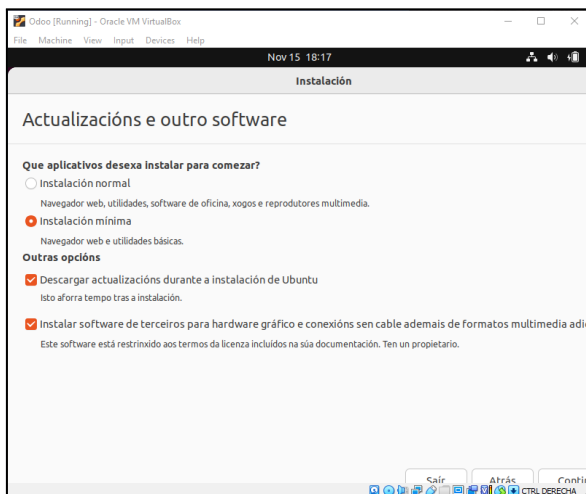 Odoo [Running] - Oracle VM VirtualBox
File Machine View Input Devices Help
Nov 15 18:17
Instalación
Actualizacións e outro software
Que aplicativos desexa instalar para comezar?
Instalación normal
Navegador web, utilidades, software de oficina, xogos e reprodutores multimedia.
Instalación mínima
Navegador web e utilidades básicas.
Outras opcións
Descargar actualizacións durante a instalación de Ubuntu
Isto aforra tempo tras a instalación.
Instalar software de terceiros para hardware gráfico e conexións sen cable ademais de formatos multimedia adi
Este software está restrinxido aos termos da licenza incluídos na súa documentación. Ten un propietario.
Saír Atrás Conti
CTRL DERECHA